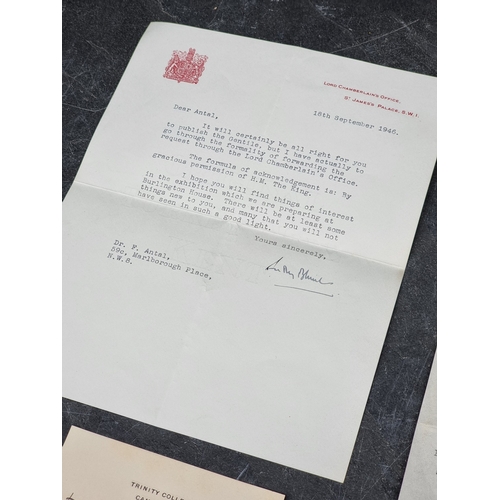 LORD CHAMBERLAIN'S OFFICE,
ST. JAMES'S PALACE, S.W.1.
18th September 1946.
Dear Antal,
It will certainly be all right for you
to publish the Gentile, but I have actually to
go through the formality of forwarding the
request through the Lord Chamberlain's Office.
The formula of acknowledgement is: By
gracious permission of H.M. The King.
I hope you will find things of interest
in the exhibition which we are preparing at
Burlington House. There will be at least some
things new to you, and many that you will not
have seen in such a good light.
Yours sincerely,
Dr. F. Antal,
59c, Marlborough Place,
N.W.8.
TRINITY COLLE